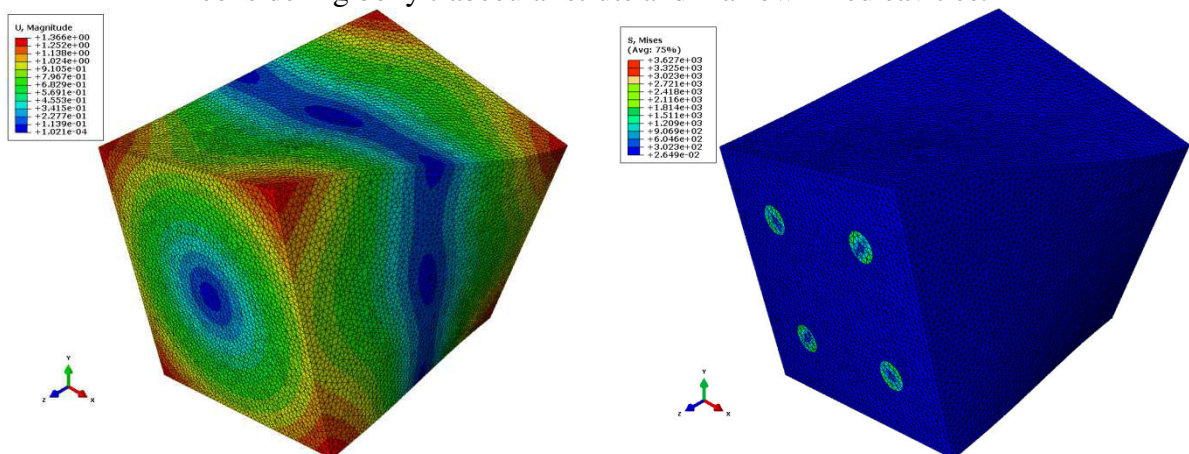 U, Magnitude
+1.366e+00
+1.252e+00
+1.138e+00
+1.024e+00
+9.105e-01
+7.967e-01
+6.829e-01
+5.691e-01
+4.553e-01
+3.415e-01
+2.277e-01
+1.139e-01
+1.021e-04
Y
Z
X
S, Mises
(Avg: 75%)
+3.627e+03
+3.325e+03
+3.023e+03
+2.721e+03
+2.418e+03
+2.116e+03
+1.814e+03
+1.511e+03
+1.209e+03
+9.069e+02
+6.046e+02
+3.023e+02
+2.649e-02
Y
Z
X